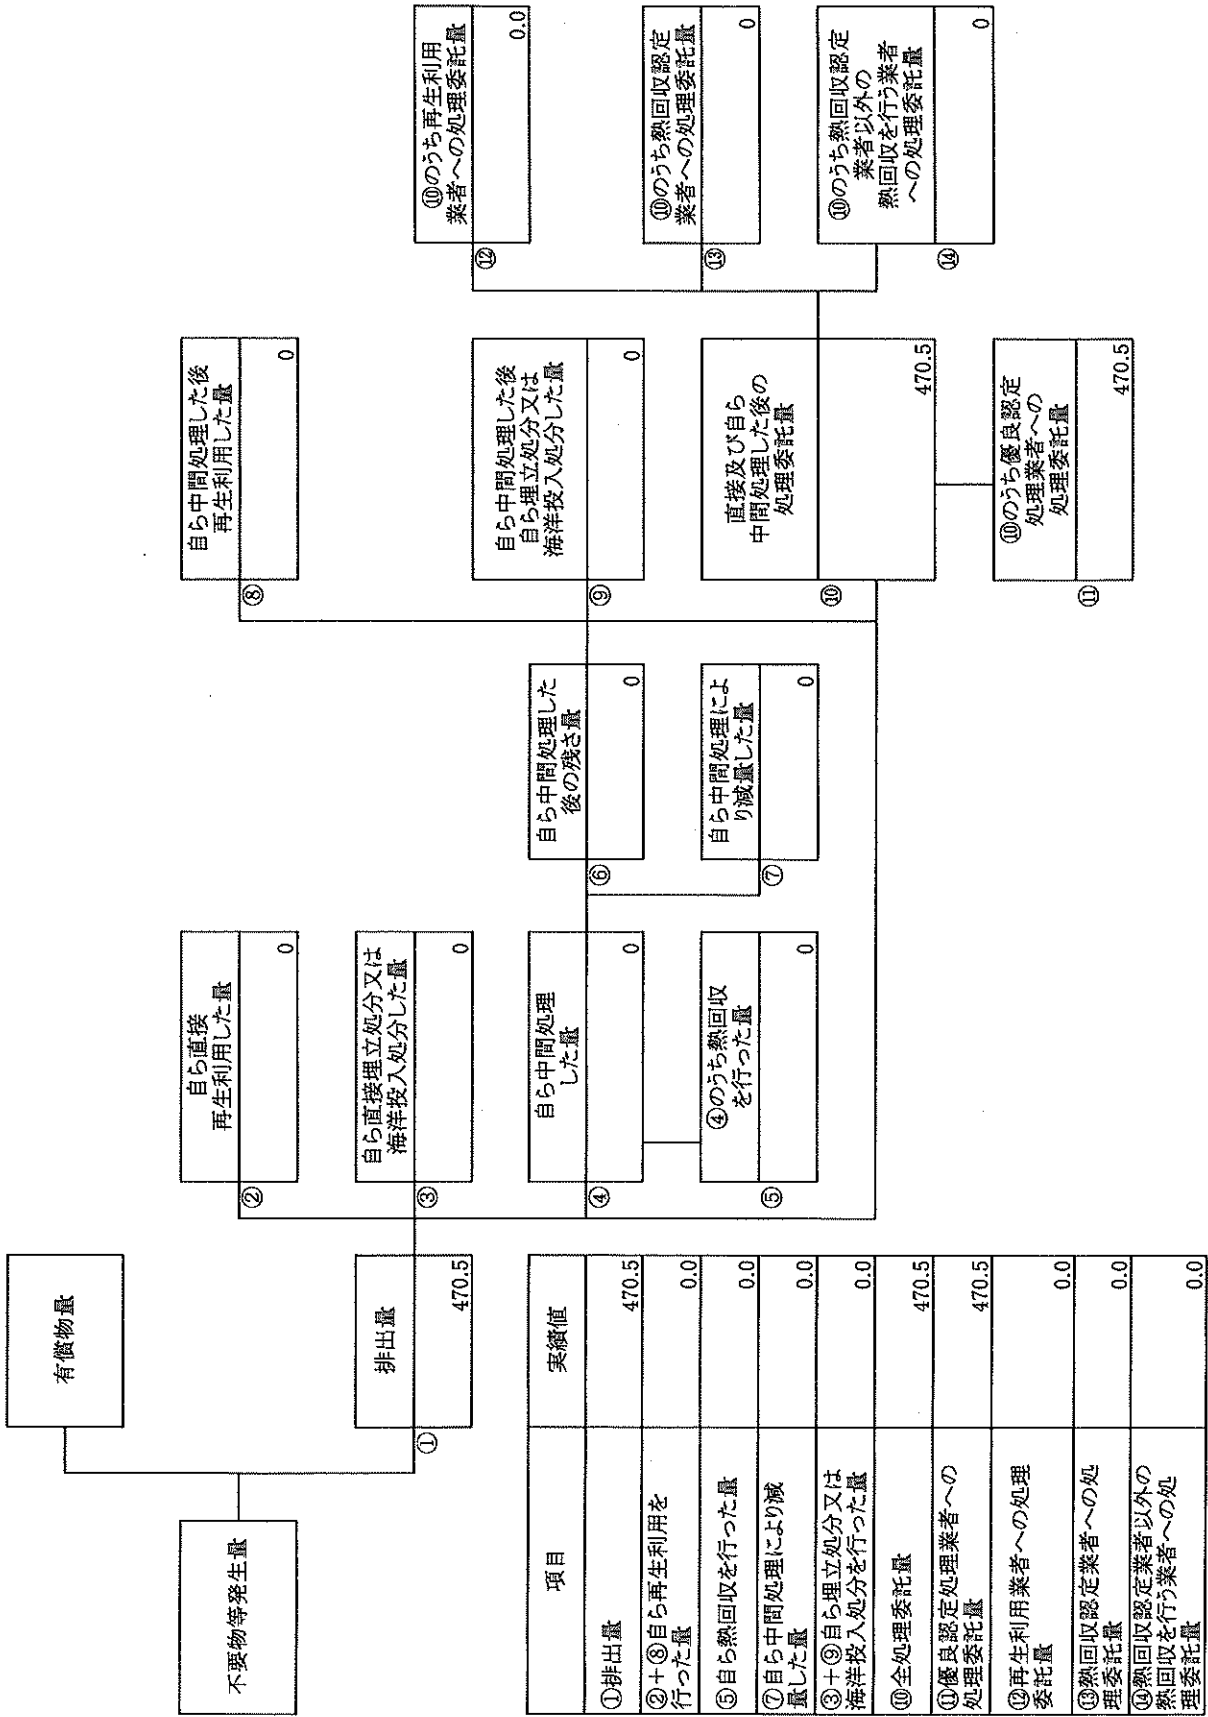 不要物等発生量
有償物量
排出量
①
470.5
自ら直接
再生利用した量
②
0
自ら直接埋立処分又は
海洋投入処分した量
③
0
自ら中間処理
した量
④
0
④のうち熱回収
を行った量
⑤
0
自ら中間処理した
後の残さ量
⑥
0
自ら中間処理によ
り減量した量
⑦
0
自ら中間処理した後
再生利用した量
⑧
0
自ら中間処理した後
自ら埋立処分又は
海洋投入処分した量
⑨
0
直接及び自ら
中間処理した後の
処理委託量
⑩
470.5
⑩のうち優良認定
処理業者への
処理委託量
⑪
470.5
⑩のうち再生利用
業者への処理委託量
⑫
0.0
⑩のうち熱回収認定
業者への処理委託量
⑬
0
⑩のうち熱回収認定
業者以外の
熱回収を行う業者
への処理委託量
⑭
0
項目 実績値
①排出量 470.5
②+⑧自ら再生利用を
行った量 0.0
⑤自ら熱回収を行った量 0.0
⑦自ら中間処理により減
量した量 0.0
③+⑨自ら埋立処分又は
海洋投入処分を行った量 0.0
⑩全処理委託量 470.5
⑪優良認定処理業者への
処理委託量 470.5
⑫再生利用業者への処理
委託量 0.0
⑬熱回収認定業者への処
理委託量 0.0
⑭熱回収認定業者以外の
熱回収を行う業者への処
理委託量 0.0